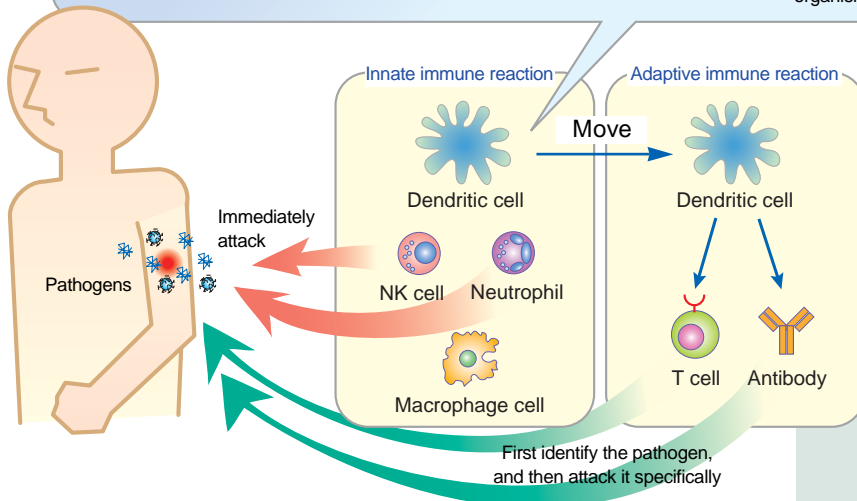 organis
Innate immune reaction
Adaptive immune reaction
Move
Dendritic cell
Dendritic cell
Immediately
attack
Pathogens
NK cell
Neutrophil
T cell
Antibody
Macrophage cell
First identify the pathogen,
and then attack it specifically